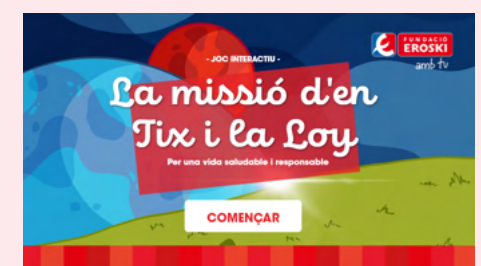 - JOC INTERACTIU -
FUNDACIÓ
EROSKI
amb tu
La missió d'en
Tix i la Loy
Per una vida saludable i responsable
COMENÇAR